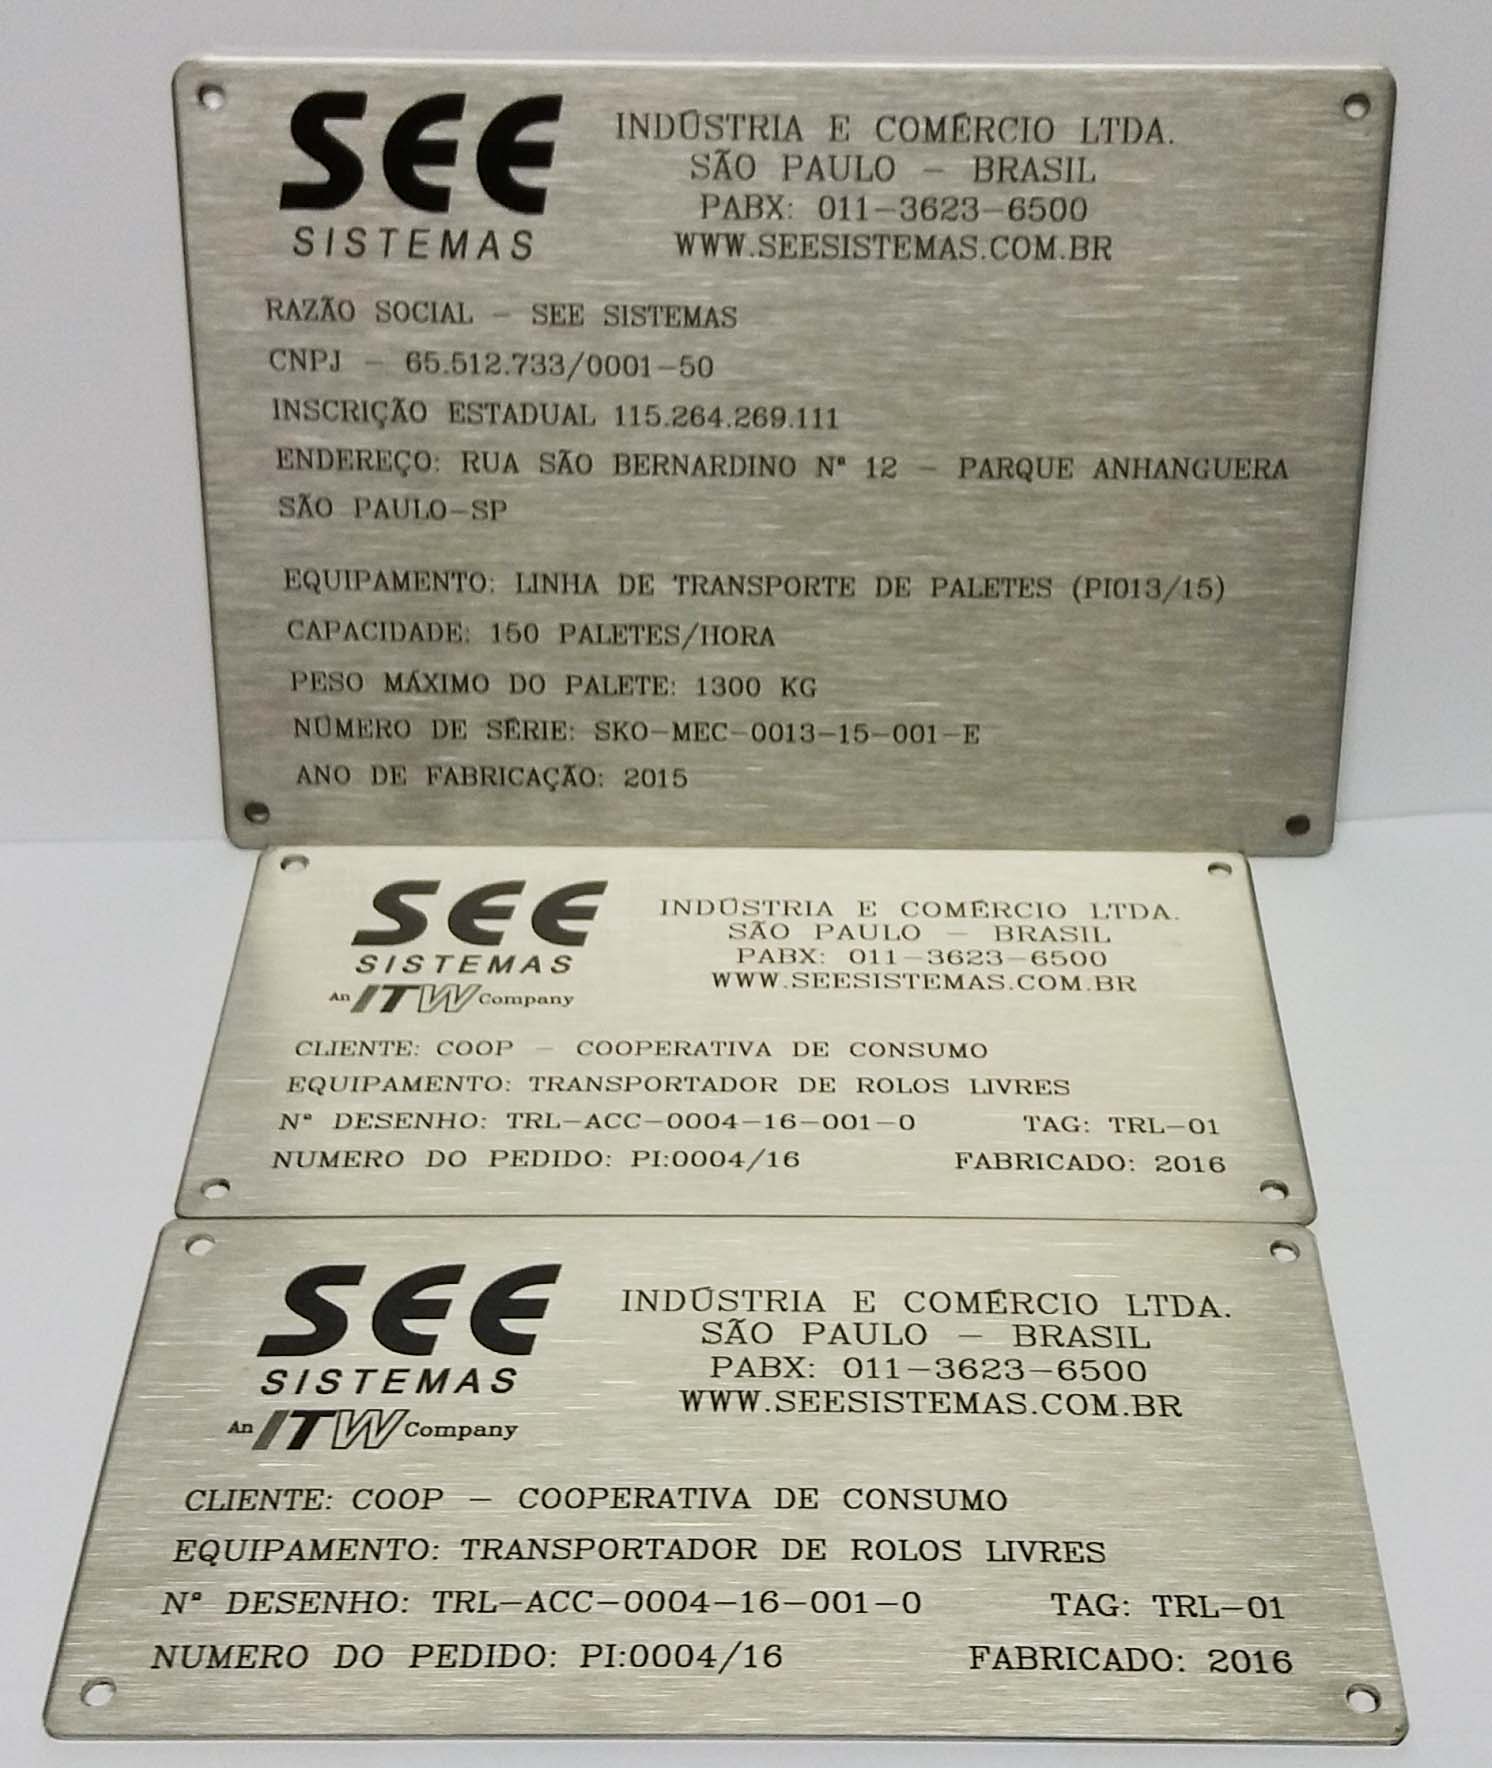 SEE
SISTEMAS
INDÚSTRIA E COMÉRCIO LTDA.
SÃO PAULO - BRASIL
PABX: 011-3623-6500
WWW.SEESISTEMAS.COM.BR
RAZÃO SOCIAL - SEE SISTEMAS
CNPJ - 65.512.733/0001-50
INSCRIÇÃO ESTADUAL 115.264.269.111
ENDEREÇO: RUA SÃO BERNARDINO Nº 12 - PARQUE ANHANGUERA
SÃO PAULO-SP
EQUIPAMENTO: LINHA DE TRANSPORTE DE PALETES (PI013/15)
CAPACIDADE: 150 PALETES/HORA
PESO MÁXIMO DO PALETE: 1300 KG
NÚMERO DE SÉRIE: SKO-MEC-0013-15-001-E
ANO DE FABRICAÇÃO: 2015
SEE
SISTEMAS
An ITW Company
INDÚSTRIA E COMÉRCIO LTDA.
SÃO PAULO - BRASIL
PABX: 011-3623-6500
WWW.SEESISTEMAS.COM.BR
CLIENTE: COOP - COOPERATIVA DE CONSUMO
EQUIPAMENTO: TRANSPORTADOR DE ROLOS LIVRES
Nº DESENHO: TRL-ACC-0004-16-001-0 TAG: TRL-01
NUMERO DO PEDIDO: PI:0004/16 FABRICADO: 2016
SEE
SISTEMAS
An ITW Company
INDÚSTRIA E COMÉRCIO LTDA.
SÃO PAULO - BRASIL
PABX: 011-3623-6500
WWW.SEESISTEMAS.COM.BR
CLIENTE: COOP - COOPERATIVA DE CONSUMO
EQUIPAMENTO: TRANSPORTADOR DE ROLOS LIVRES
Nº DESENHO: TRL-ACC-0004-16-001-0 TAG: TRL-01
NUMERO DO PEDIDO: PI:0004/16 FABRICADO: 2016